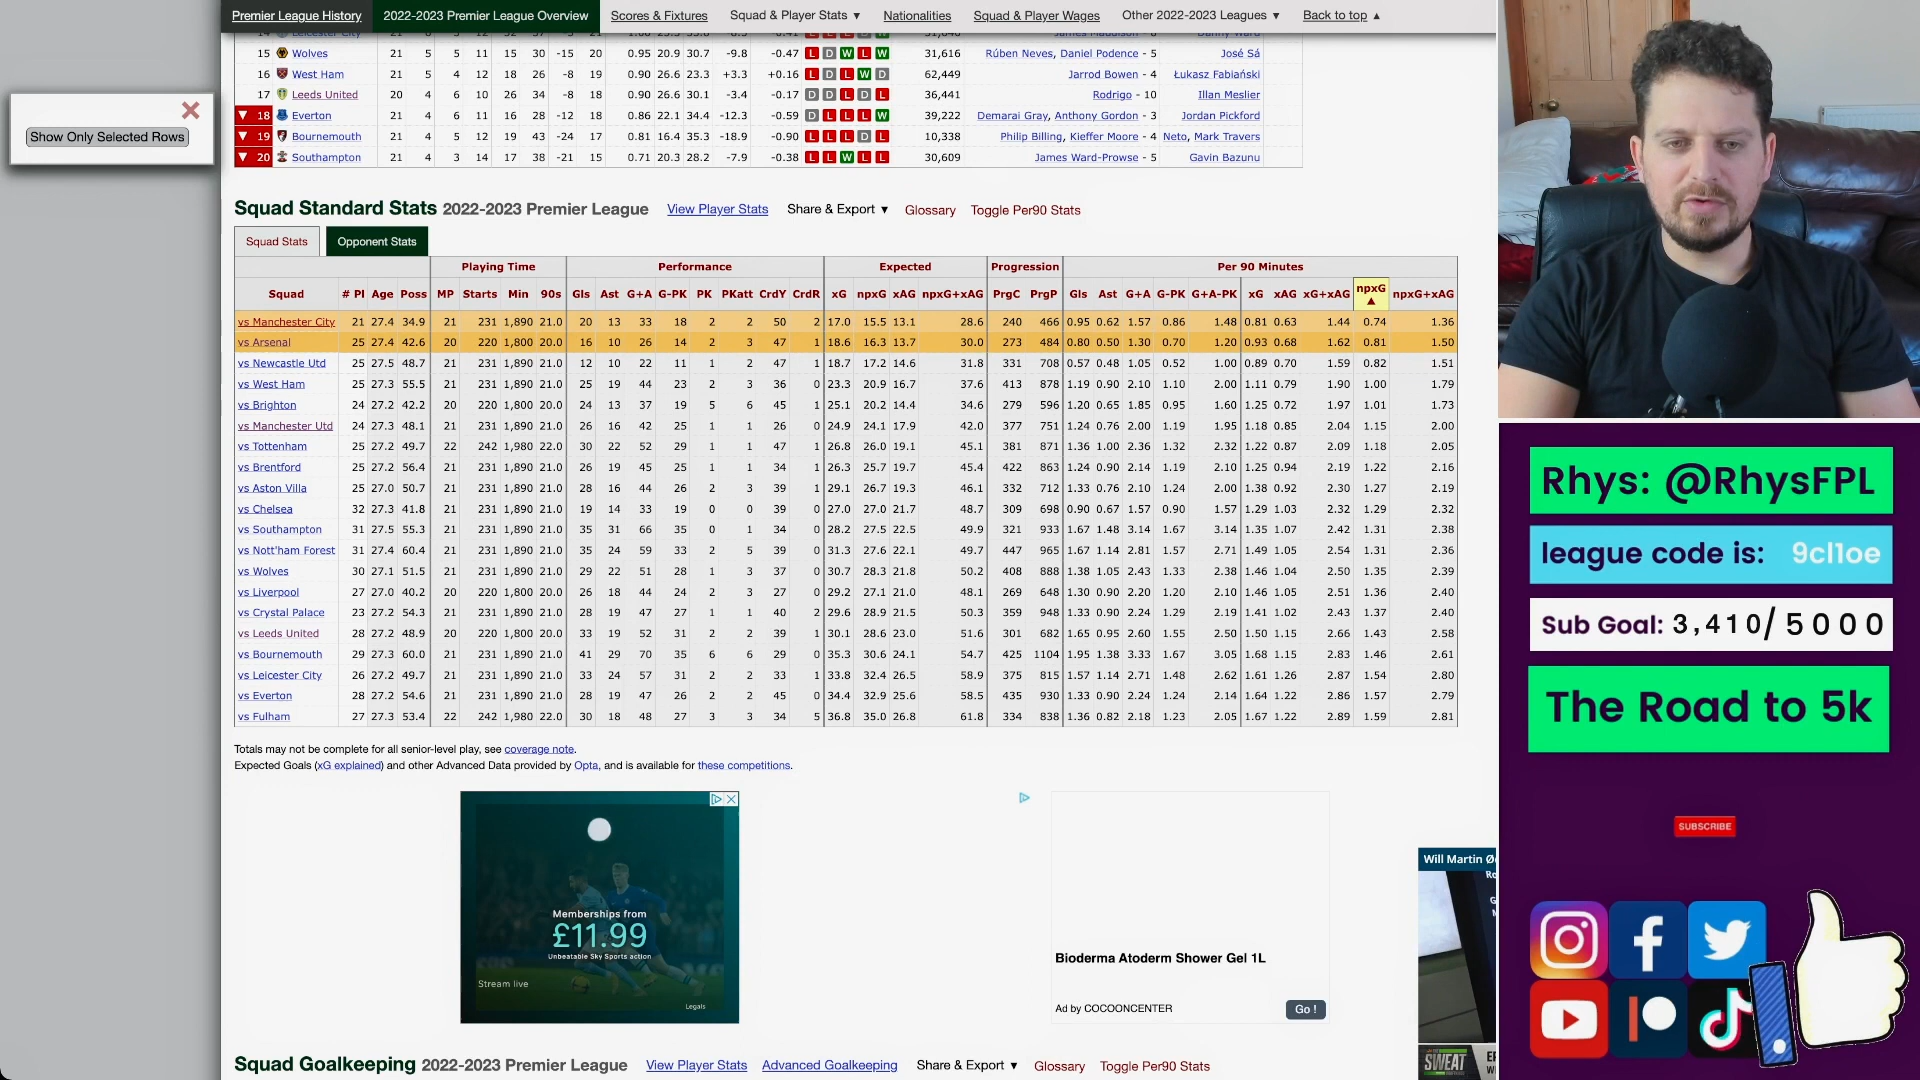 Premier League History 2022-2023 Premier League Overview Scores & Fixtures Squad & Player Stats ▼ Nationalities Squad & Player Wages Other 2022-2023 Leagues ▼ Back to top ▲
15 Wolves 21 5 5 11 15 30 -15 20 0.95 20.9 30.7 -9.8 -0.47 L D W L W 31,616 Rúben Neves, Daniel Podence - 5 José Sá
16 West Ham 21 5 4 12 18 26 -8 19 0.90 26.6 23.3 +3.3 +0.16 L D L W D 62,449 Jarrod Bowen - 4 Łukasz Fabiański
17 Leeds United 20 4 6 10 26 34 -8 18 0.90 26.6 30.1 -3.4 -0.17 D D L D L 36,441 Rodrigo - 10 Illan Meslier
▼ 18 Everton 21 4 6 11 16 28 -12 18 0.86 22.1 34.4 -12.3 -0.59 D L L L W 39,222 Demarai Gray, Anthony Gordon - 3 Jordan Pickford
▼ 19 Bournemouth 21 4 5 12 19 43 -24 17 0.81 16.4 35.3 -18.9 -0.90 L L L D L 10,338 Philip Billing, Kieffer Moore - 4 Neto, Mark Travers
▼ 20 Southampton 21 4 3 14 17 38 -21 15 0.71 20.3 28.2 -7.9 -0.38 L L W L L 30,609 James Ward-Prowse - 5 Gavin Bazunu
Show Only Selected Rows
Squad Standard Stats 2022-2023 Premier League View Player Stats Share & Export ▼ Glossary Toggle Per90 Stats
Squad Stats Opponent Stats
Playing Time Performance Expected Progression Per 90 Minutes
Squad # Pl Age Poss MP Starts Min 90s Gls Ast G+A G-PK PK PKatt CrdY CrdR xG npxG xAG npxG+xAG PrgC PrgP Gls Ast G+A G-PK G+A-PK xG xAG xG+xAG npxG ▲ npxG+xAG
vs Manchester City 21 27.4 34.9 21 231 1,890 21.0 20 13 33 18 2 2 50 2 17.0 15.5 13.1 28.6 240 466 0.95 0.62 1.57 0.86 1.48 0.81 0.63 1.44 0.74 1.36
vs Arsenal 25 27.4 42.6 20 220 1,800 20.0 16 10 26 14 2 3 47 1 18.6 16.3 13.7 30.0 273 484 0.80 0.50 1.30 0.70 1.20 0.93 0.68 1.62 0.81 1.50
vs Newcastle Utd 25 27.5 48.7 21 231 1,890 21.0 12 10 22 11 1 2 47 1 18.7 17.2 14.6 31.8 331 708 0.57 0.48 1.05 0.52 1.00 0.89 0.70 1.59 0.82 1.51
vs West Ham 25 27.3 55.5 21 231 1,890 21.0 25 19 44 23 2 3 36 0 23.3 20.9 16.7 37.6 413 878 1.19 0.90 2.10 1.10 2.00 1.11 0.79 1.90 1.00 1.79
vs Brighton 24 27.2 42.2 20 220 1,800 20.0 24 13 37 19 5 6 45 1 25.1 20.2 14.4 34.6 279 596 1.20 0.65 1.85 0.95 1.60 1.25 0.72 1.97 1.01 1.73
vs Manchester Utd 24 27.3 48.1 21 231 1,890 21.0 26 16 42 25 1 1 26 0 24.9 24.1 17.9 42.0 377 751 1.24 0.76 2.00 1.19 1.95 1.18 0.85 2.04 1.15 2.00
vs Tottenham 25 27.2 49.7 22 242 1,980 22.0 30 22 52 29 1 1 47 1 26.8 26.0 19.1 45.1 381 871 1.36 1.00 2.36 1.32 2.32 1.22 0.87 2.09 1.18 2.05
vs Brentford 25 27.2 56.4 21 231 1,890 21.0 26 19 45 25 1 1 34 1 26.3 25.7 19.7 45.4 422 863 1.24 0.90 2.14 1.19 2.10 1.25 0.94 2.19 1.22 2.16
vs Aston Villa 25 27.0 50.7 21 231 1,890 21.0 28 16 44 26 2 3 39 1 29.1 26.7 19.3 46.1 332 712 1.33 0.76 2.10 1.24 2.00 1.38 0.92 2.30 1.27 2.19
vs Chelsea 32 27.3 41.8 21 231 1,890 21.0 19 14 33 19 0 0 39 0 27.0 27.0 21.7 48.7 309 698 0.90 0.67 1.57 0.90 1.57 1.29 1.03 2.32 1.29 2.32
vs Southampton 31 27.5 55.3 21 231 1,890 21.0 35 31 66 35 0 1 34 0 28.2 27.5 22.5 49.9 321 933 1.67 1.48 3.14 1.67 3.14 1.35 1.07 2.42 1.31 2.38
vs Nott'ham Forest 31 27.4 60.4 21 231 1,890 21.0 35 24 59 33 2 5 39 0 31.3 27.6 22.1 49.7 447 965 1.67 1.14 2.81 1.57 2.71 1.49 1.05 2.54 1.31 2.36
vs Wolves 30 27.1 51.5 21 231 1,890 21.0 29 22 51 28 1 3 37 0 30.7 28.3 21.8 50.2 408 888 1.38 1.05 2.43 1.33 2.38 1.46 1.04 2.50 1.35 2.39
vs Liverpool 27 27.0 40.2 20 220 1,800 20.0 26 18 44 24 2 3 27 0 29.2 27.1 21.0 48.1 269 648 1.30 0.90 2.20 1.20 2.10 1.46 1.05 2.51 1.36 2.40
vs Crystal Palace 23 27.2 54.3 21 231 1,890 21.0 28 19 47 27 1 1 40 2 29.6 28.9 21.5 50.3 359 948 1.33 0.90 2.24 1.29 2.19 1.41 1.02 2.43 1.37 2.40
vs Leeds United 28 27.2 48.9 20 220 1,800 20.0 33 19 52 31 2 2 39 1 30.1 28.6 23.0 51.6 301 682 1.65 0.95 2.60 1.55 2.50 1.50 1.15 2.66 1.43 2.58
vs Bournemouth 29 27.3 60.0 21 231 1,890 21.0 41 29 70 35 6 6 29 0 35.3 30.6 24.1 54.7 425 1104 1.95 1.38 3.33 1.67 3.05 1.68 1.15 2.83 1.46 2.61
vs Leicester City 26 27.2 49.7 21 231 1,890 21.0 33 24 57 31 2 2 33 1 33.8 32.4 26.5 58.9 375 815 1.57 1.14 2.71 1.48 2.62 1.61 1.26 2.87 1.54 2.80
vs Everton 28 27.2 54.6 21 231 1,890 21.0 28 19 47 26 2 2 45 0 34.4 32.9 25.6 58.5 435 930 1.33 0.90 2.24 1.24 2.14 1.64 1.22 2.86 1.57 2.79
vs Fulham 27 27.3 53.4 22 242 1,980 22.0 30 18 48 27 3 3 34 5 36.8 35.0 26.8 61.8 334 838 1.36 0.82 2.18 1.23 2.05 1.67 1.22 2.89 1.59 2.81
Totals may not be complete for all senior-level play, see coverage note.
Expected Goals (xG explained) and other Advanced Data provided by Opta, and is available for these competitions.
Memberships from
£11.99
Unbeatable Sky Sports action
Stream live
Legals
Bioderma Atoderm Shower Gel 1L
Ad by COCOONCENTER
Go !
Will Martin Ø
SWEAT
Squad Goalkeeping 2022-2023 Premier League View Player Stats Advanced Goalkeeping Share & Export ▼ Glossary Toggle Per90 Stats
Rhys: @RhysFPL
league code is: 9cl1oe
Sub Goal: 3,410/5000
The Road to 5k
SUBSCRIBE